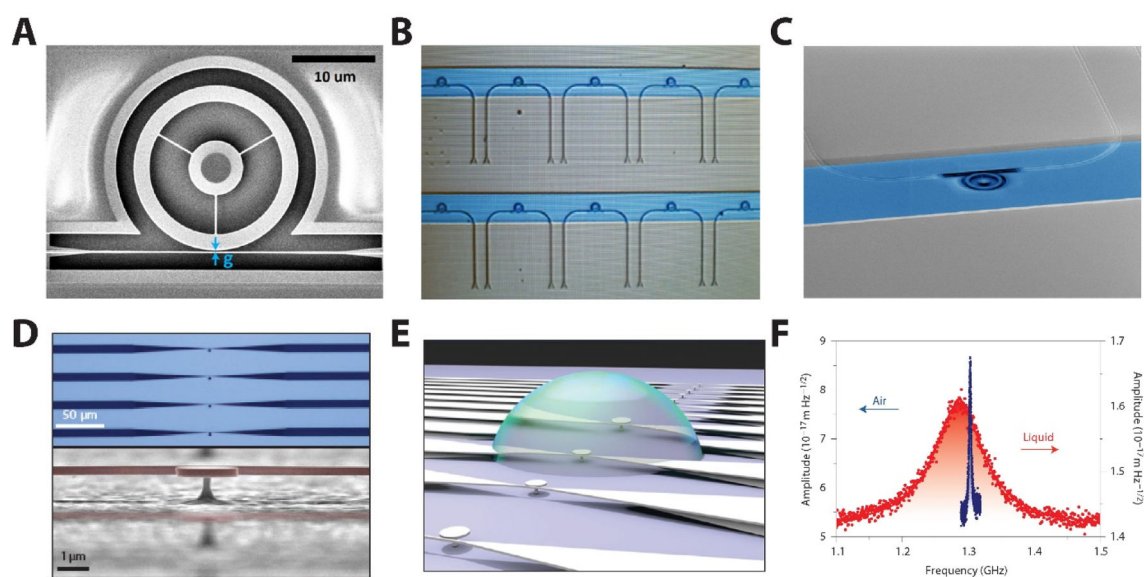 A
10 um
g
B
C
D
50 μm
1 μm
E
F
9
8
7
6
5
Amplitude (10⁻¹⁷ m Hz⁻¹/²)
Air
Liquid
1.7
1.6
1.5
1.4
Amplitude (10⁻¹⁷ m Hz⁻¹/²)
1.1
1.2
1.3
1.4
1.5
Frequency (GHz)